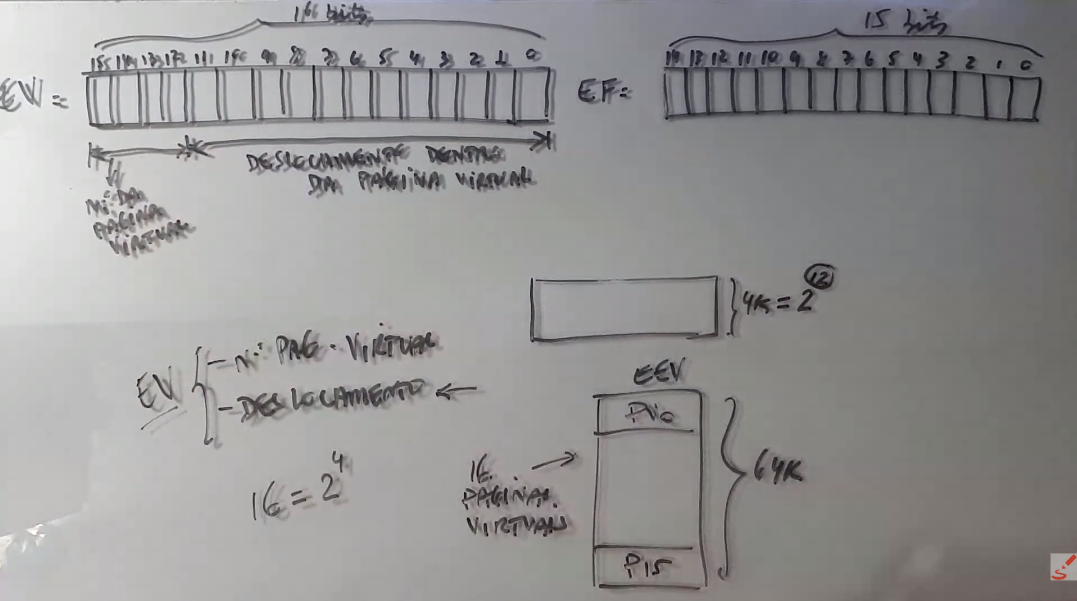 16 bits
15 bits
15 14 13 12 11 10 9 8 7 6 5 4 3 2 1 0
14 13 12 11 10 9 8 7 6 5 4 3 2 1 0
EV =
EF =
DESLOCAMENTO DENTRO
DA PÁGINA VIRTUAL
Nº DA
PÁGINA
VIRTUAL
4K = 2^12
EV
- Nº PAG. VIRTUAL
- DESLOCAMENTO
16 = 2^4
EEV
PV0
16
PÁGINAS
VIRTUAIS
64K
P15